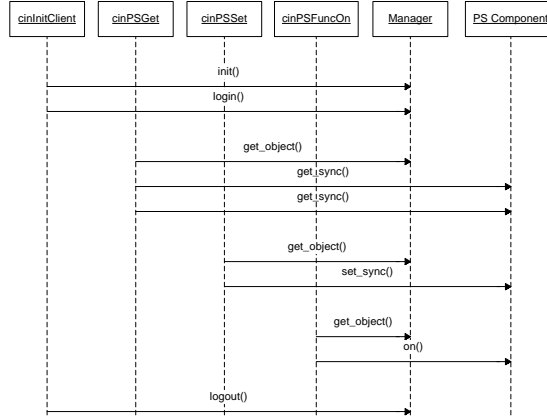 cinInitClient
cinPSGet
cinPSSet
cinPSFuncOn
Manager
PS Component
init()
login()
get_object()
get_sync()
get_sync()
get_object()
set_sync()
get_object()
on()
logout()